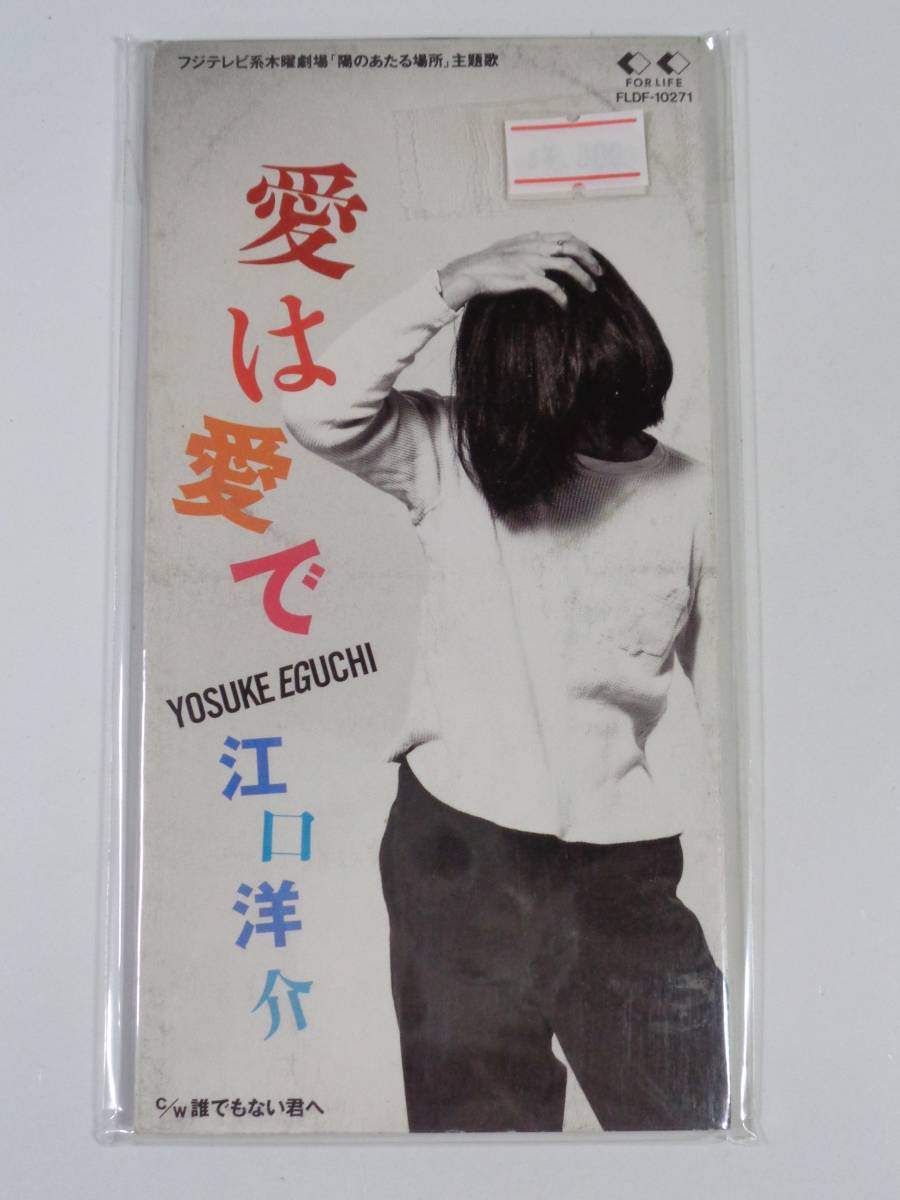 フジテレビ系木曜劇場「陽のあたる場所」主題歌
FOR LIFE
FLDF-10271
愛は愛で
YOSUKE EGUCHI
江口洋介
C/W 誰でもない君へ